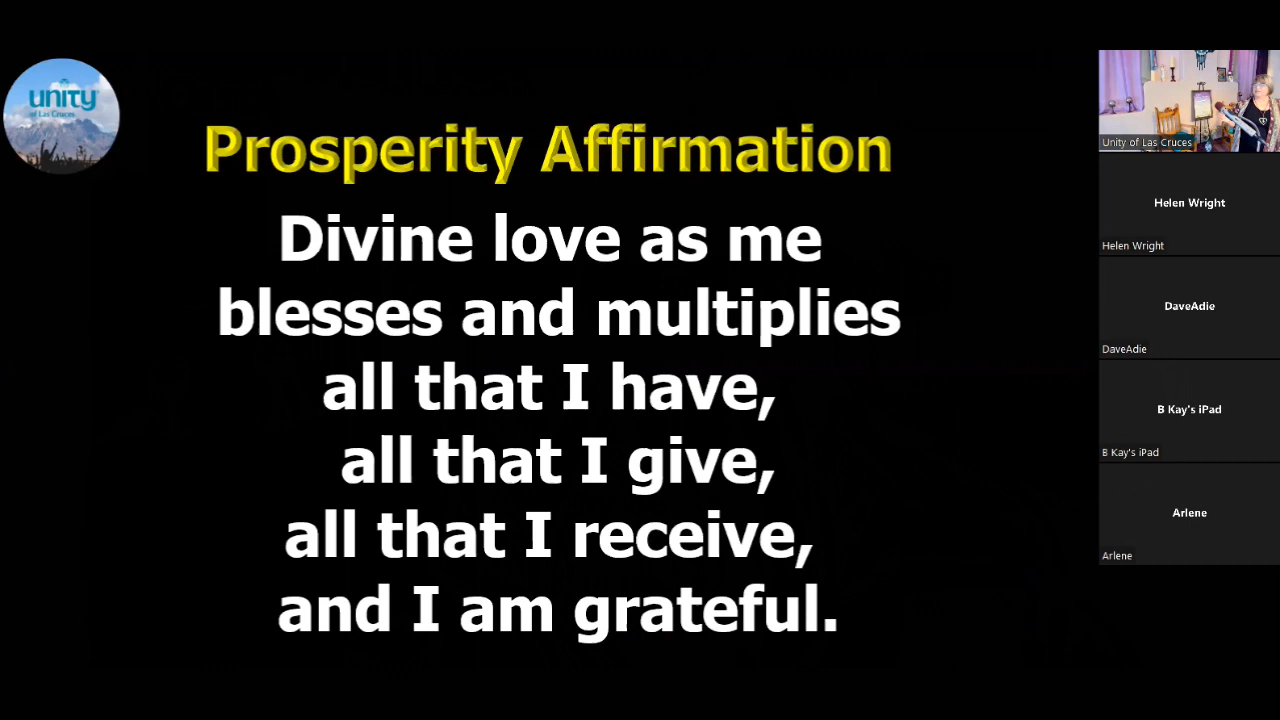 unity
of Las Cruces
Prosperity Affirmation
Divine love as me
blesses and multiplies
all that I have,
all that I give,
all that I receive,
and I am grateful.
Unity of Las Cruces
Helen Wright
Helen Wright
DaveAdie
DaveAdie
B Kay's iPad
B Kay's iPad
Arlene
Arlene